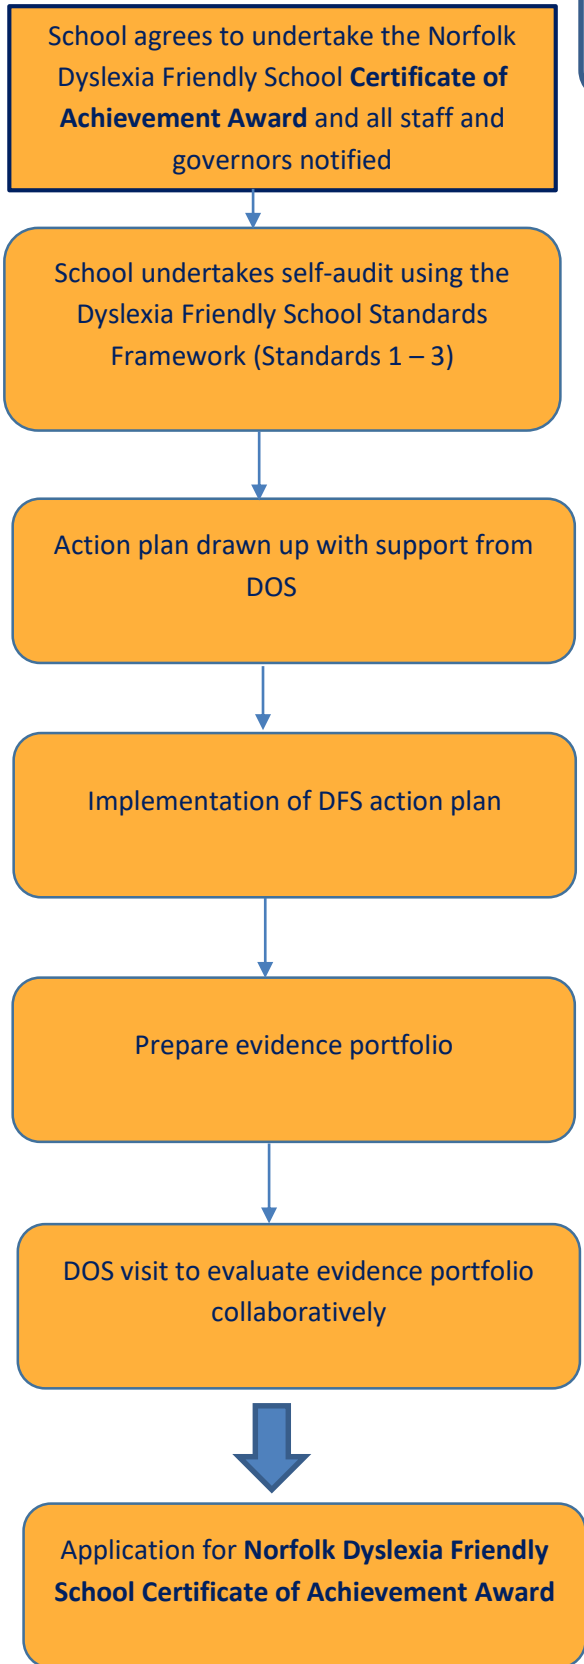 School agrees to undertake the Norfolk
Dyslexia Friendly School Certificate of
Achievement Award and all staff and
governors notified
School undertakes self-audit using the
Dyslexia Friendly School Standards
Framework (Standards 1 – 3)
Action plan drawn up with support from
DOS
Implementation of DFS action plan
Prepare evidence portfolio
DOS visit to evaluate evidence portfolio
collaboratively
Application for Norfolk Dyslexia Friendly
School Certificate of Achievement Award